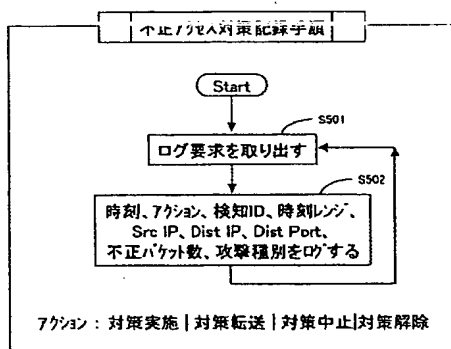 不正アクセス対策記録手順
Start
S501
ログ要求を取り出す
S502
時刻、アクション、検知ID、時刻レンジ、
Src IP、Dist IP、Dist Port、
不正パケット数、攻撃種別をログする
アクション : 対策実施 | 対策転送 | 対策中止|対策解除